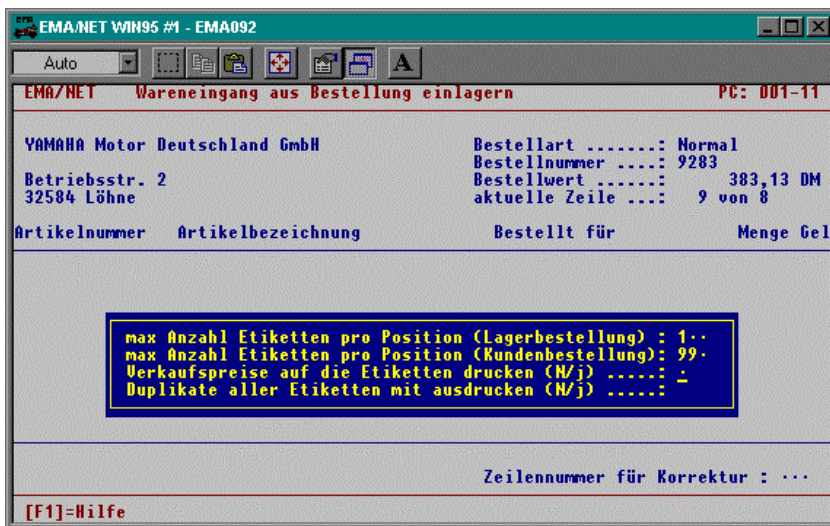 EMA/NET WIN95 #1 - EMA092
Auto
A
EMA/NET Wareneingang aus Bestellung einlagern PC: 001-11
YAMAHA Motor Deutschland GmbH Bestellart .......: Normal
Bestellnummer ....: 9283
Betriebsstr. 2 Bestellwert ......: 383,13 DM
32584 Löhne aktuelle Zeile ...: 9 von 8
Artikelnummer Artikelbezeichnung Bestellt für Menge Gel
max Anzahl Etiketten pro Position (Lagerbestellung) : 1··
max Anzahl Etiketten pro Position (Kundenbestellung): 99·
Verkaufspreise auf die Etiketten drucken (N/j) .....: ·
Duplikate aller Etiketten mit ausdrucken (N/j) .....:
Zeilennummer für Korrektur : ···
[F1]=Hilfe